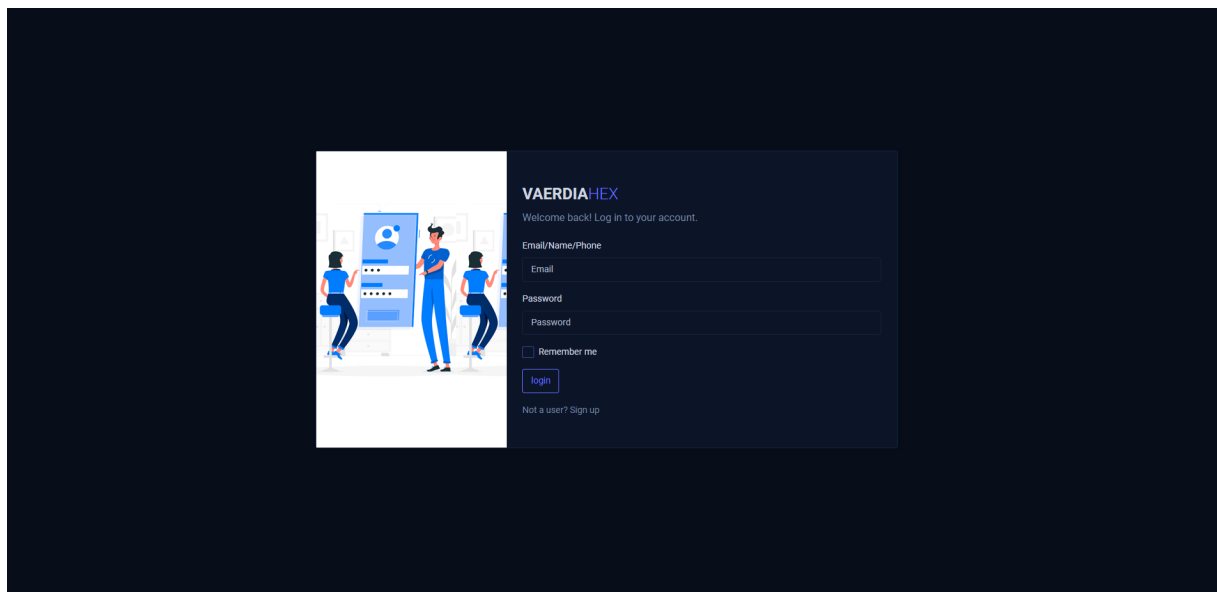 VAERDIAHEX
Welcome back! Log in to your account.
Email/Name/Phone
Email
Password
Password
Remember me
login
Not a user? Sign up